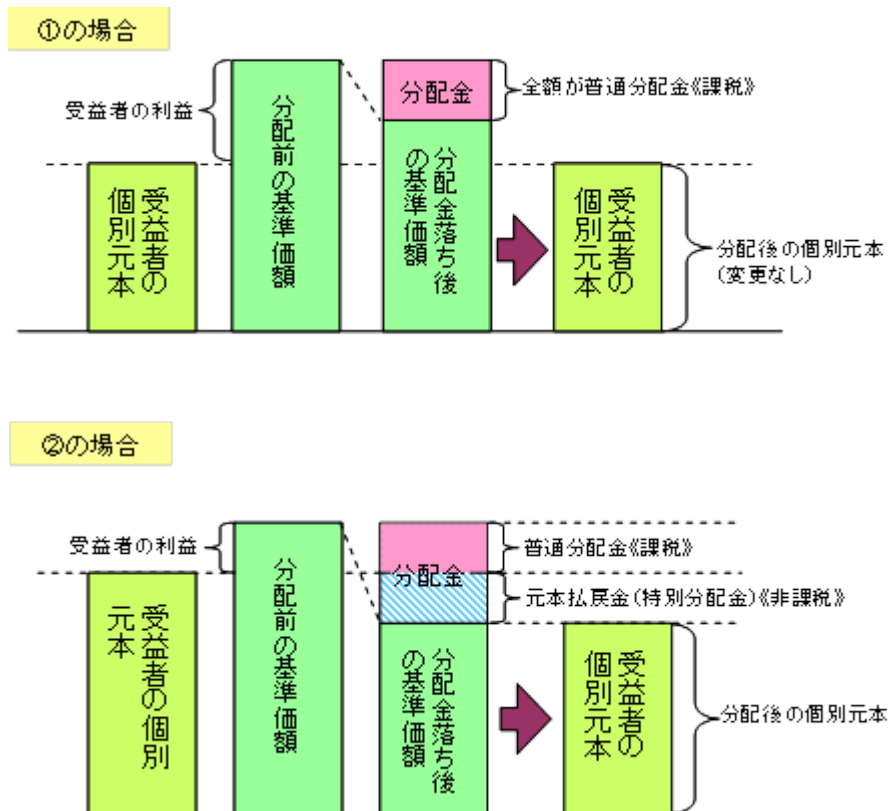 ①の場合
受益者の利益
分配金
全額が普通分配金《課税》
受益者の
個別元本
分配前の基準価額
分配金落ち後
の基準価額
受益者の
個別元本
分配後の個別元本
(変更なし)
②の場合
受益者の利益
分配金
普通分配金《課税》
元本払戻金(特別分配金)《非課税》
受益者の個別
元本
分配前の基準価額
分配金落ち後
の基準価額
受益者の
個別元本
分配後の個別元本